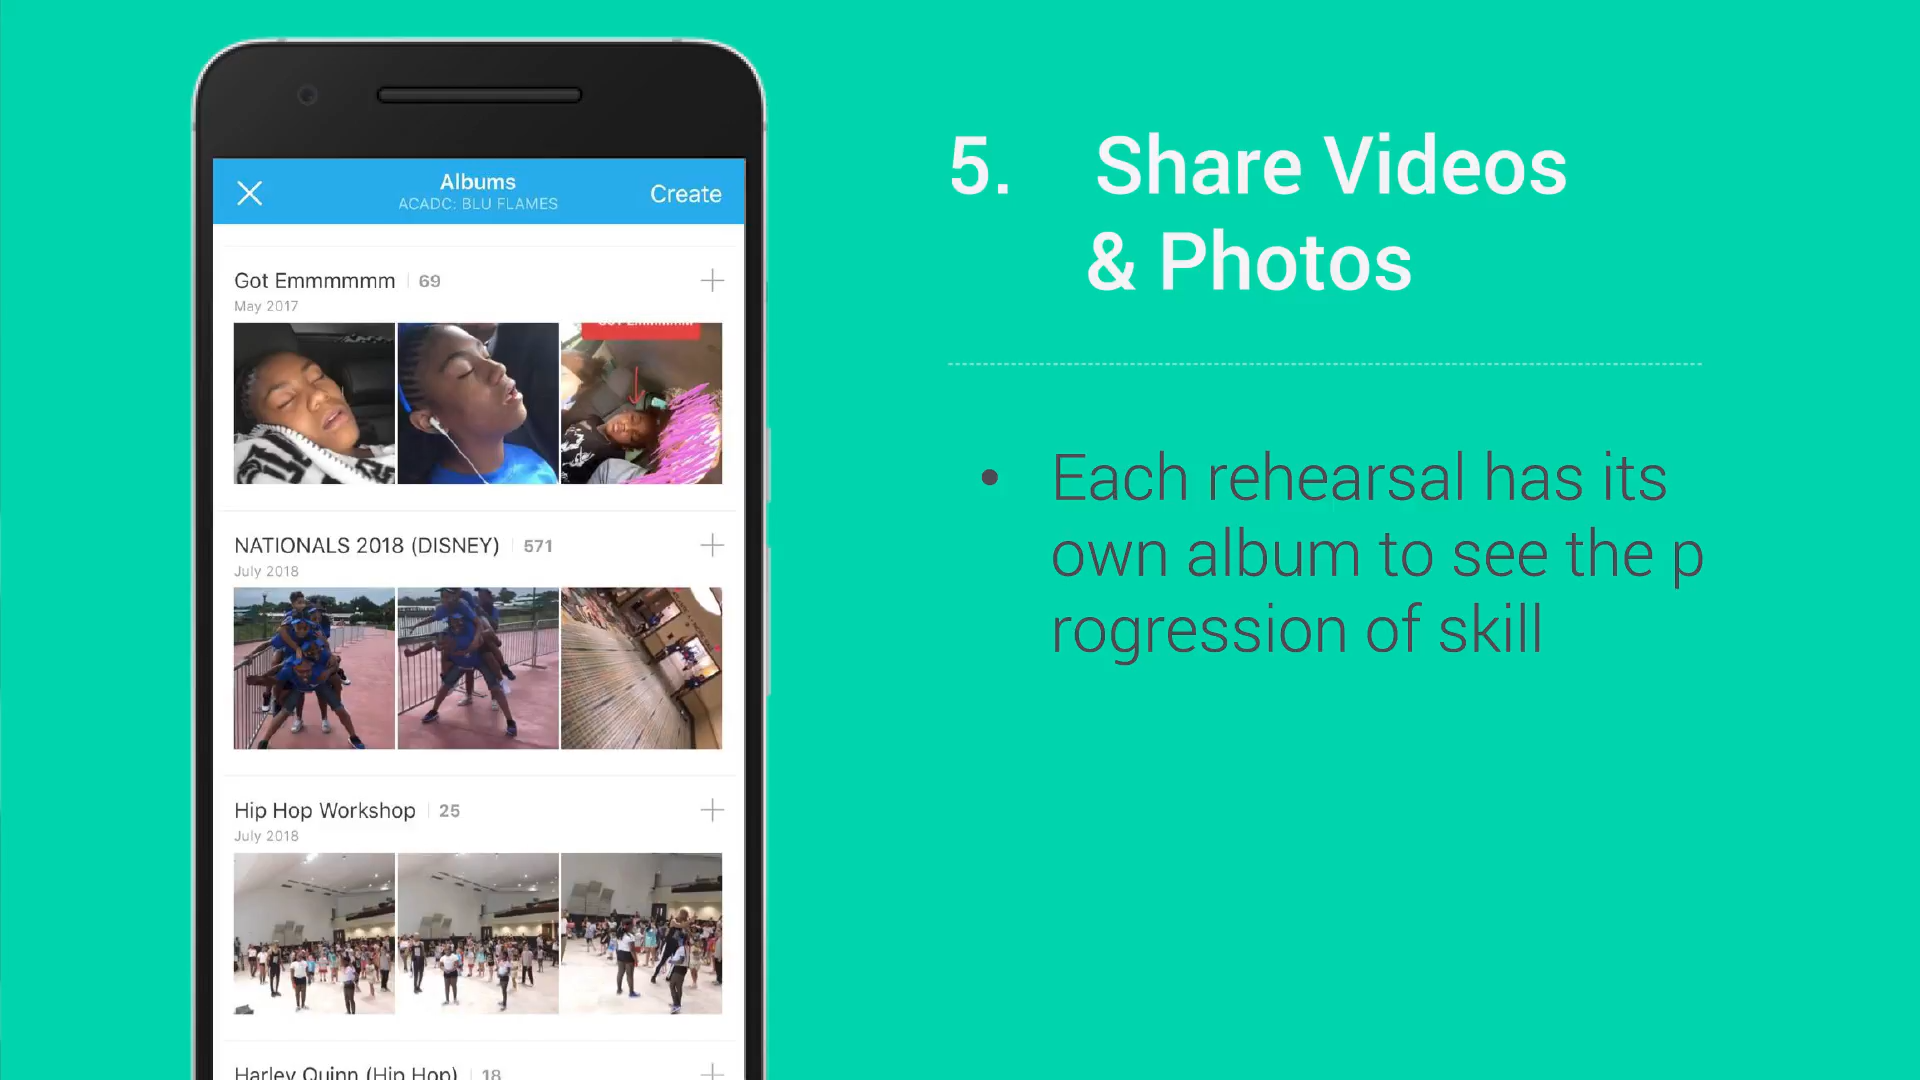 Albums
ACADC: BLU FLAMES
Create
Got Emmmmmm 69
May 2017
NATIONALS 2018 (DISNEY) 571
July 2018
Hip Hop Workshop 25
July 2018
Harley Quinn (Hip Hop) 18
5. Share Videos
& Photos
• Each rehearsal has its
own album to see the p
rogression of skill